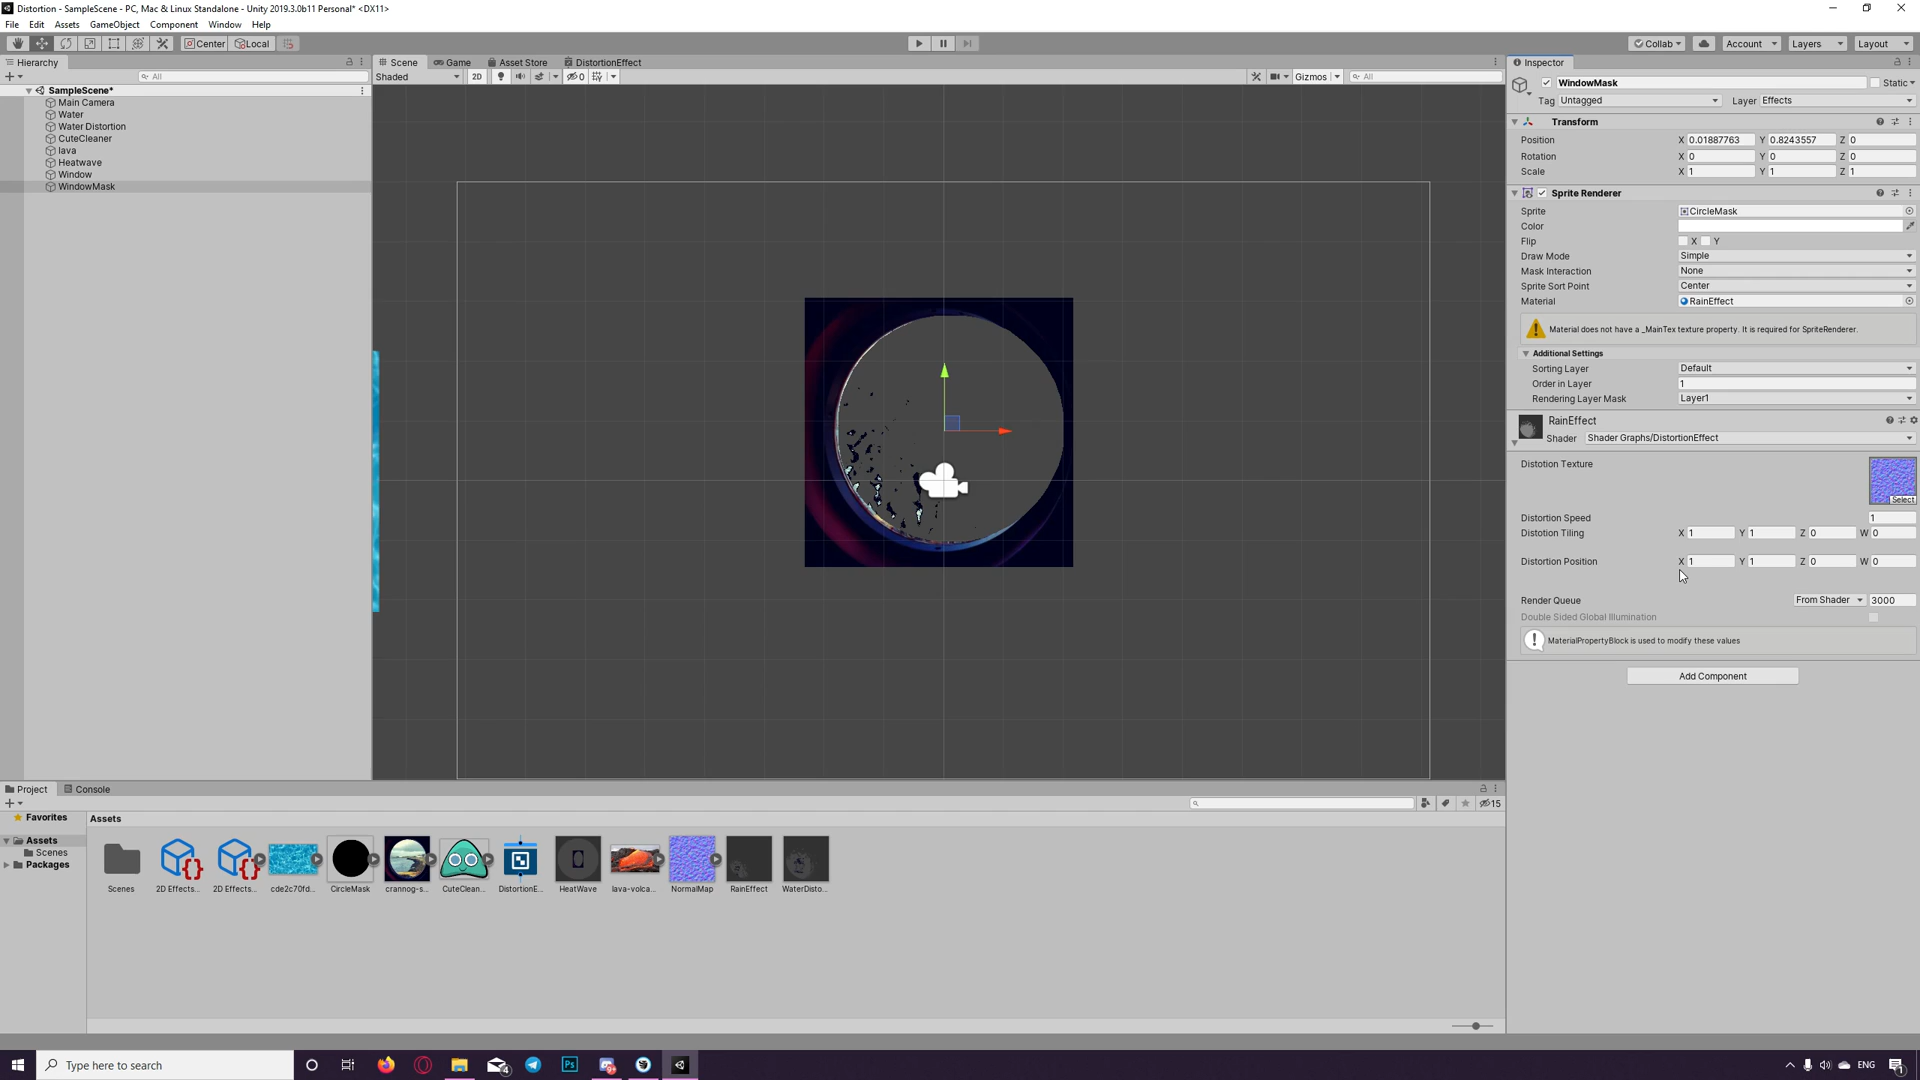 Distortion - SampleScene - PC, Mac & Linux Standalone - Unity 2019.3.0b11 Personal* <DX11>
File Edit Assets GameObject Component Window Help
Center Local Collab Account Layers Layout
Hierarchy
All
SampleScene*
Main Camera
Water
Water Distortion
CuteCleaner
lava
Heatwave
Window
WindowMask
Scene Game Asset Store DistortionEffect
Shaded 2D 0 Gizmos All
Inspector
WindowMask Static
Tag Untagged Layer Effects
Transform
Position X 0.01887763 Y 0.8243557 Z 0
Rotation X 0 Y 0 Z 0
Scale X 1 Y 1 Z 1
Sprite Renderer
Sprite CircleMask
Color
Flip X Y
Draw Mode Simple
Mask Interaction None
Sprite Sort Point Center
Material RainEffect
Material does not have a _MainTex texture property. It is required for SpriteRenderer.
Additional Settings
Sorting Layer Default
Order in Layer 1
Rendering Layer Mask Layer1
RainEffect
Shader Shader Graphs/DistortionEffect
Distotion Texture
Select
Distortion Speed 1
Distotion Tiling X 1 Y 1 Z 0 W 0
Distortion Position X 1 Y 1 Z 0 W 0
Render Queue From Shader 3000
Double Sided Global Illumination
MaterialPropertyBlock is used to modify these values
Add Component
Project Console
15
Favorites
Assets
Scenes
Packages
Assets
Scenes 2D Effects... 2D Effects... cde2c70fd... CircleMask crannog-s... CuteClean... DistortionE... HeatWave lava-volca... NormalMap RainEffect WaterDisto...
Type here to search
Ps
4
9+
ENG
1